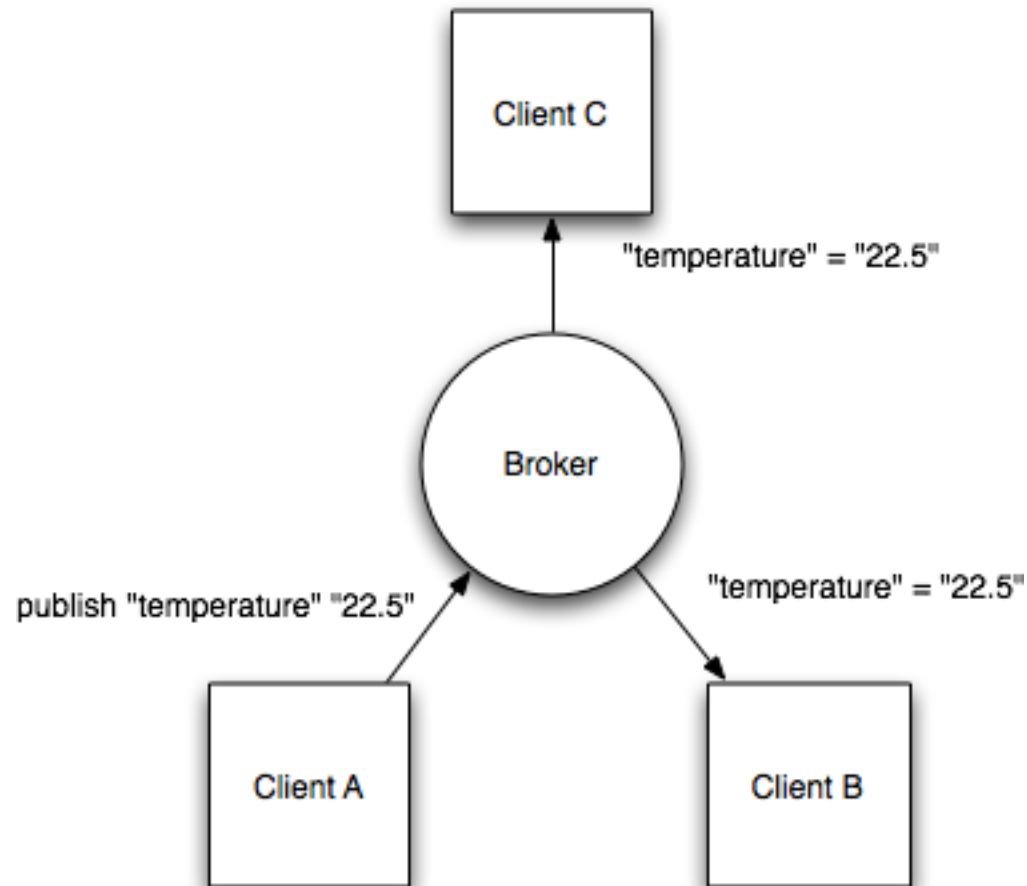 Client C
"temperature" = "22.5"
Broker
publish "temperature" "22.5"
"temperature" = "22.5"
Client A
Client B